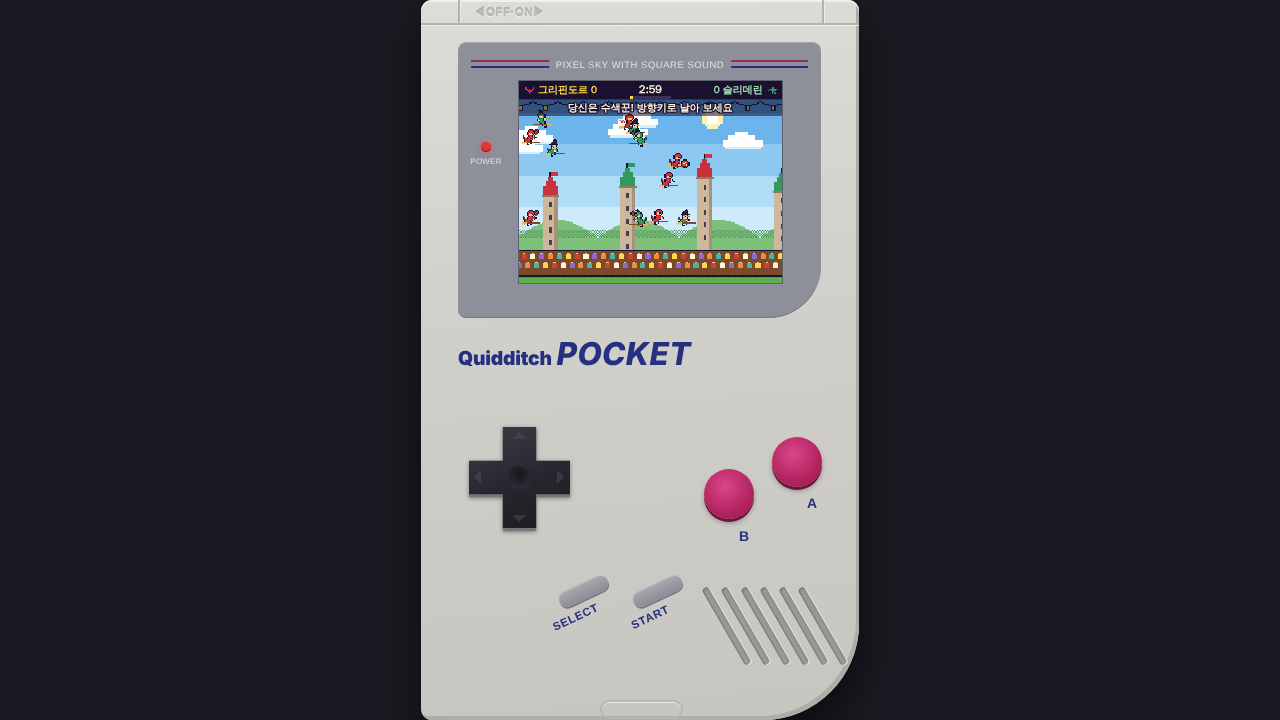 ◀OFF•ON▶
PIXEL SKY WITH SQUARE SOUND
그리핀도르 0 2:59 0 슬리데린
당신은 수색꾼! 방향키로 날아 보세요
POWER
Quidditch POCKET
A
B
SELECT START